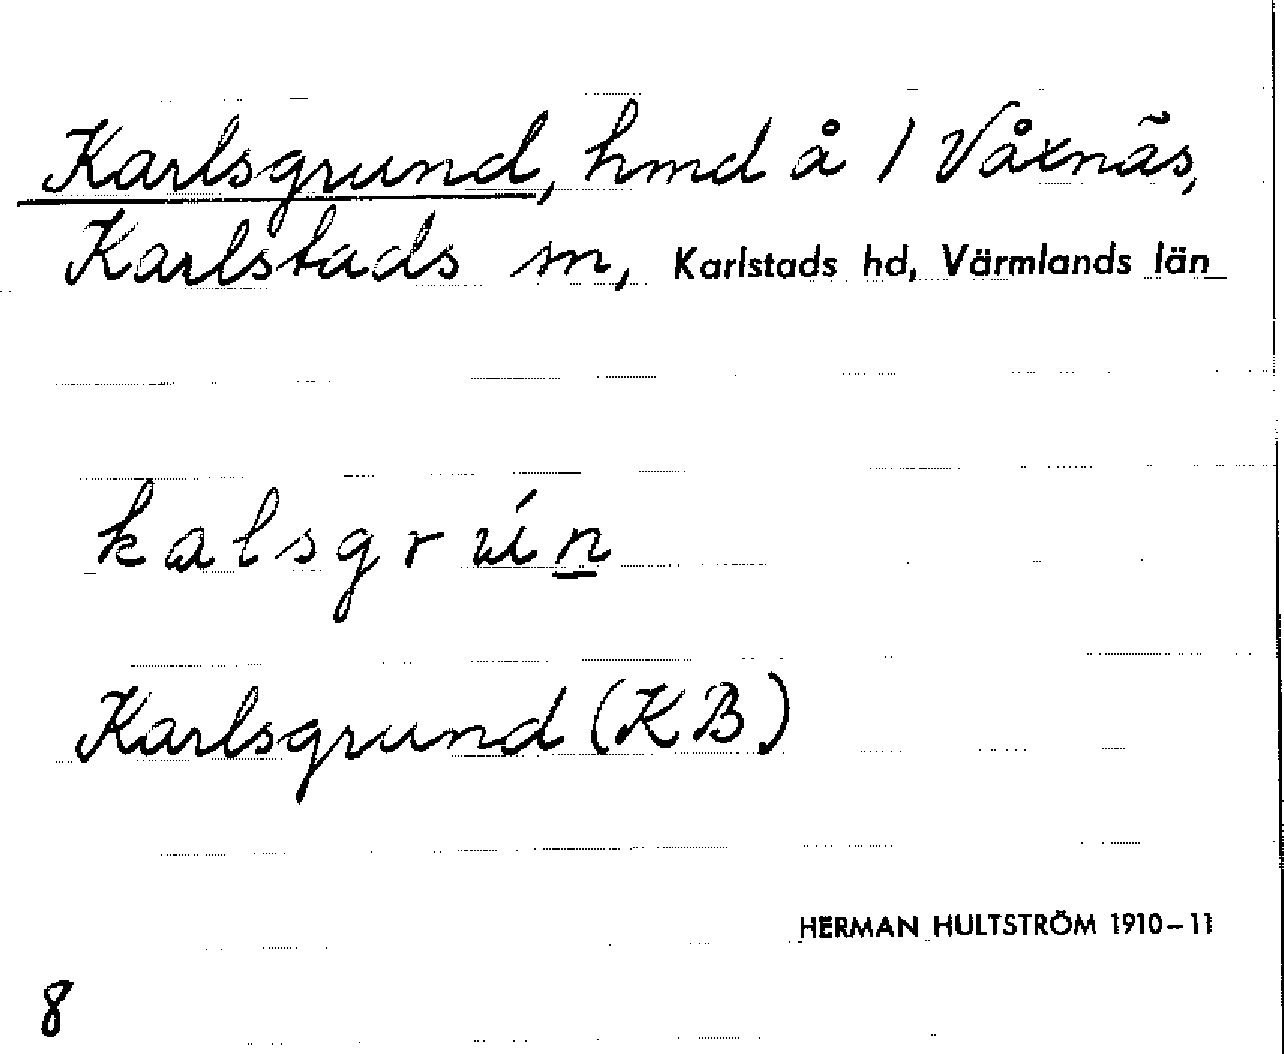 Karlsgrund, hmd å 1 Våxnäs,
Karlstads sn, Karlstads hd, Värmlands län
kalsgrún
Karlsgrund (KB)
HERMAN HULTSTRÖM 1910–11
8